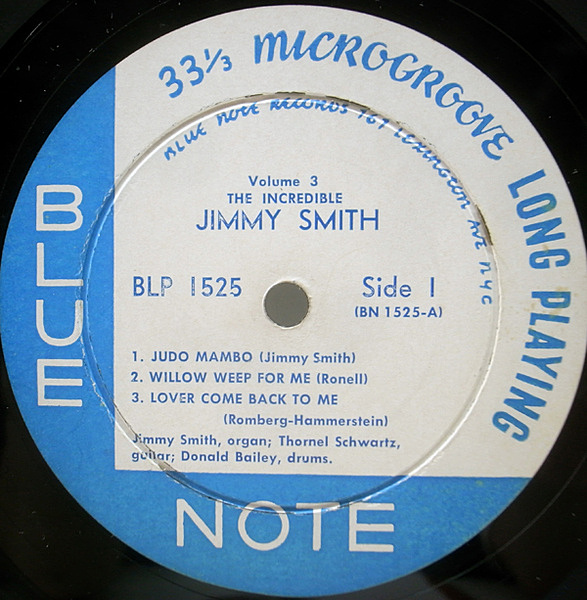 33⅓ MICROGROOVE LONG PLAYING
BLUE NOTE RECORDS 767 LEXINGTON AVE NYC
Volume 3
THE INCREDIBLE
JIMMY SMITH
BLP 1525
Side 1
(BN 1525-A)
1. JUDO MAMBO (Jimmy Smith)
2. WILLOW WEEP FOR ME (Ronell)
3. LOVER COME BACK TO ME
(Romberg-Hammerstein)
Jimmy Smith, organ; Thornel Schwartz,
guitar; Donald Bailey, drums.
BLUE
NOTE